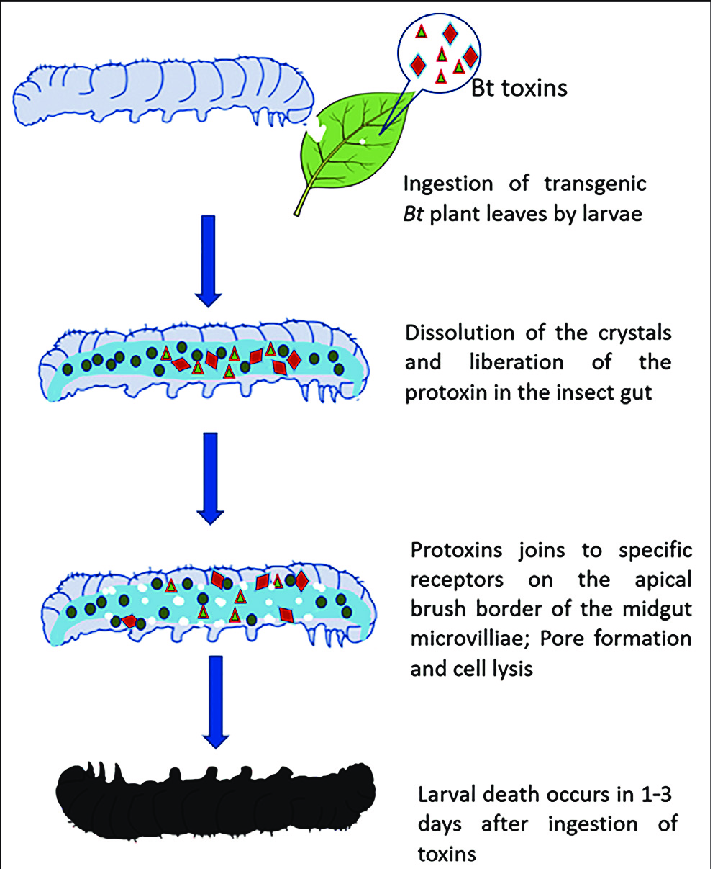 Bt toxins
Ingestion of transgenic
Bt plant leaves by larvae
Dissolution of the crystals
and liberation of the
protoxin in the insect gut
Protoxins joins to specific
receptors on the apical
brush border of the midgut
microvilliae; Pore formation
and cell lysis
Larval death occurs in 1-3
days after ingestion of
toxins